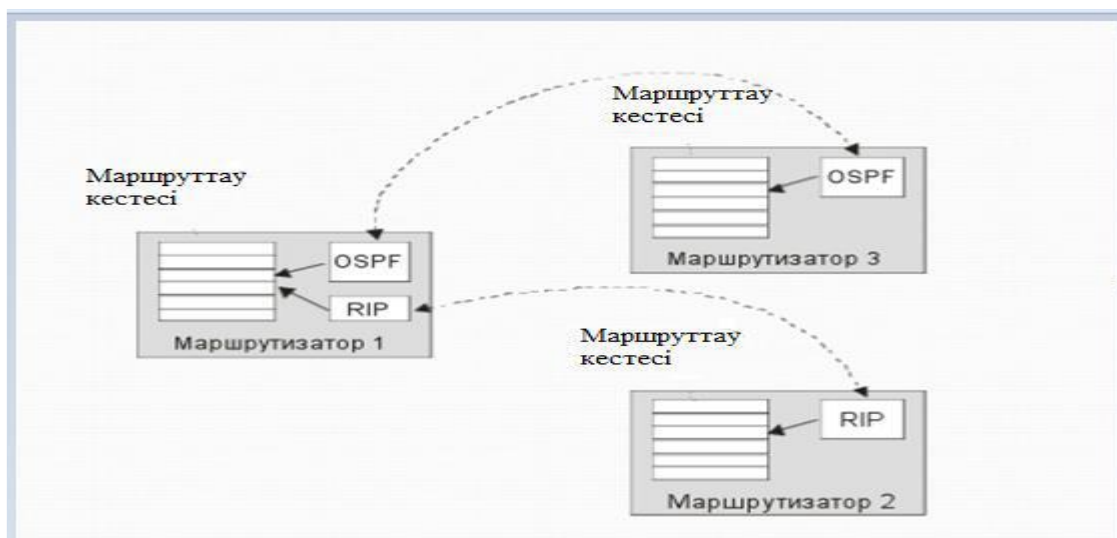 Маршруттау
кестесі
OSPF
RIP
Маршрутизатор 1
Маршруттау
кестесі
OSPF
Маршрутизатор 3
Маршруттау
кестесі
RIP
Маршрутизатор 2